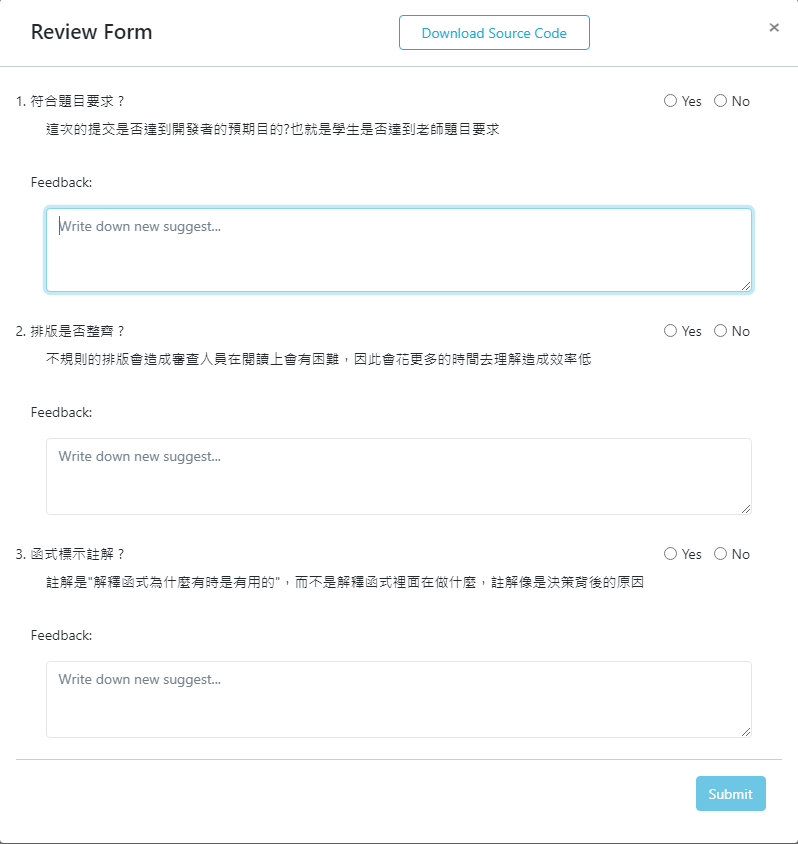 Review Form
Download Source Code
×
1. 符合題目要求？
Yes
No
這次的提交是否達到開發者的預期目的?也就是學生是否達到老師題目要求
Feedback:
Write down new suggest...
2. 排版是否整齊？
Yes
No
不規則的排版會造成審查人員在閱讀上會有困難，因此會花更多的時間去理解造成效率低
Feedback:
Write down new suggest...
3. 函式標示註解？
Yes
No
註解是"解釋函式為什麼有時是有用的"，而不是解釋函式裡面在做什麼，註解像是決策背後的原因
Feedback:
Write down new suggest...
Submit